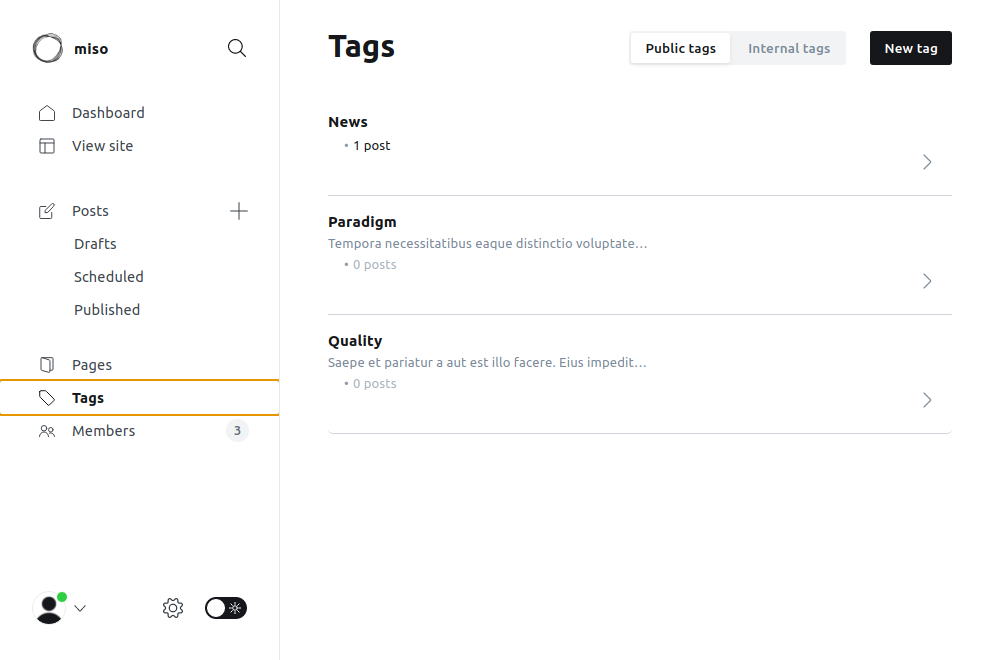 miso
Dashboard
View site
Posts
Drafts
Scheduled
Published
Pages
Tags
Members
3
Tags
Public tags
Internal tags
New tag
News
• 1 post
Paradigm
Tempora necessitatibus eaque distinctio voluptate…
• 0 posts
Quality
Saepe et pariatur a aut est illo facere. Eius impedit…
• 0 posts